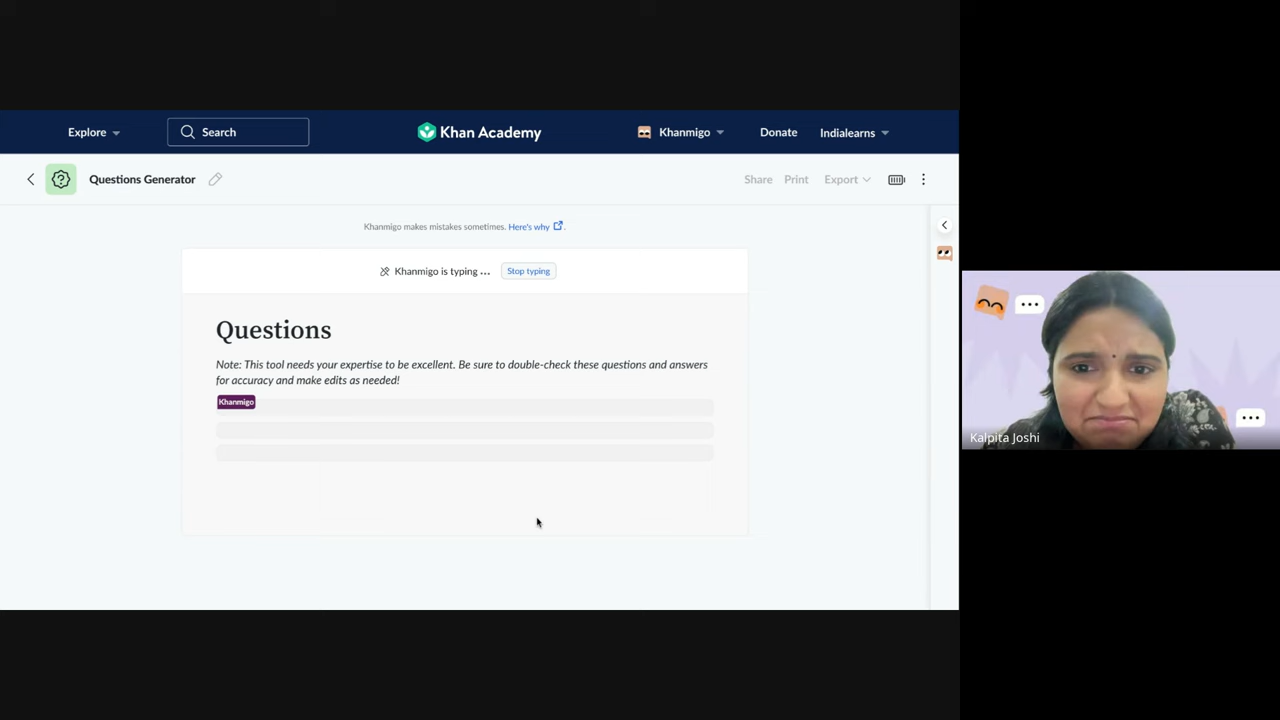 Explore
Search
Khan Academy
Khanmigo
Donate
Indialearns
Questions Generator
Share
Print
Export
Khanmigo makes mistakes sometimes. Here's why .
Khanmigo is typing ...
Stop typing
Questions
Note: This tool needs your expertise to be excellent. Be sure to double-check these questions and answers
for accuracy and make edits as needed!
Khanmigo
Kalpita Joshi